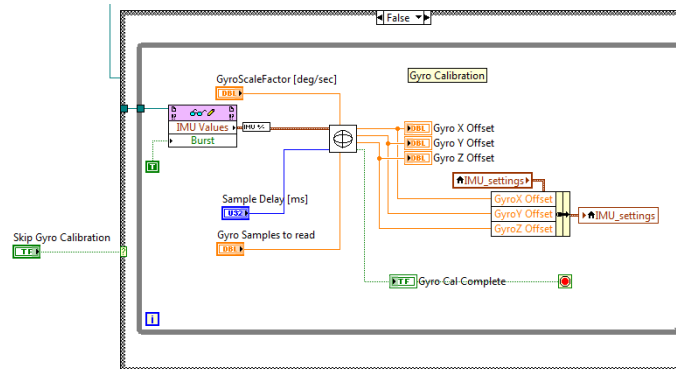 False
GyroScaleFactor [deg/sec]
DBL
Gyro Calibration
IMU Values
IMU %
Burst
T
DBL Gyro X Offset
DBL Gyro Y Offset
DBL Gyro Z Offset
IMU_settings
Sample Delay [ms]
U32
GyroX Offset
GyroY Offset
GyroZ Offset
IMU_settings
Gyro Samples to read
DBL
Skip Gyro Calibration
TF
?
TF Gyro Cal Complete
i